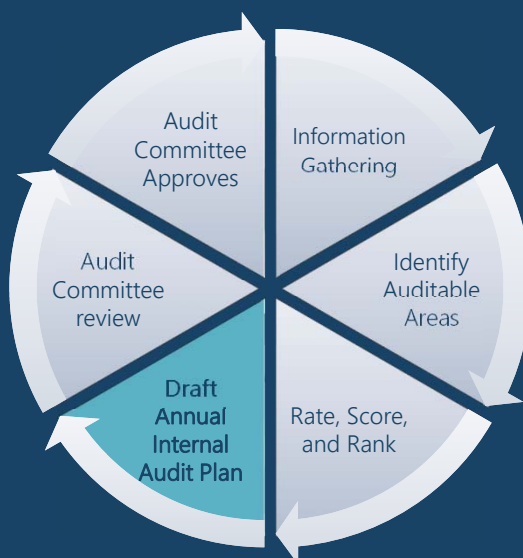 Information
Gathering
Identify
Auditable
Areas
Rate, Score,
and Rank
Draft
Annual
Internal
Audit Plan
Audit
Committee
review
Audit
Committee
Approves